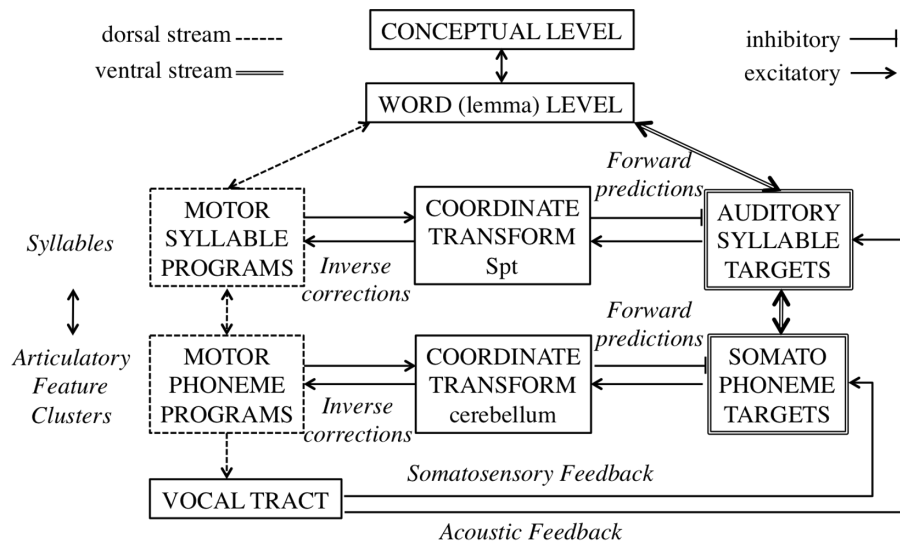 dorsal stream
ventral stream
CONCEPTUAL LEVEL
inhibitory
excitatory
WORD (lemma) LEVEL
Forward
predictions
Syllables
MOTOR
SYLLABLE
PROGRAMS
Inverse
corrections
COORDINATE
TRANSFORM
Spt
AUDITORY
SYLLABLE
TARGETS
Forward
predictions
Articulatory
Feature
Clusters
MOTOR
PHONEME
PROGRAMS
Inverse
corrections
COORDINATE
TRANSFORM
cerebellum
SOMATO
PHONEME
TARGETS
Somatosensory Feedback
VOCAL TRACT
Acoustic Feedback